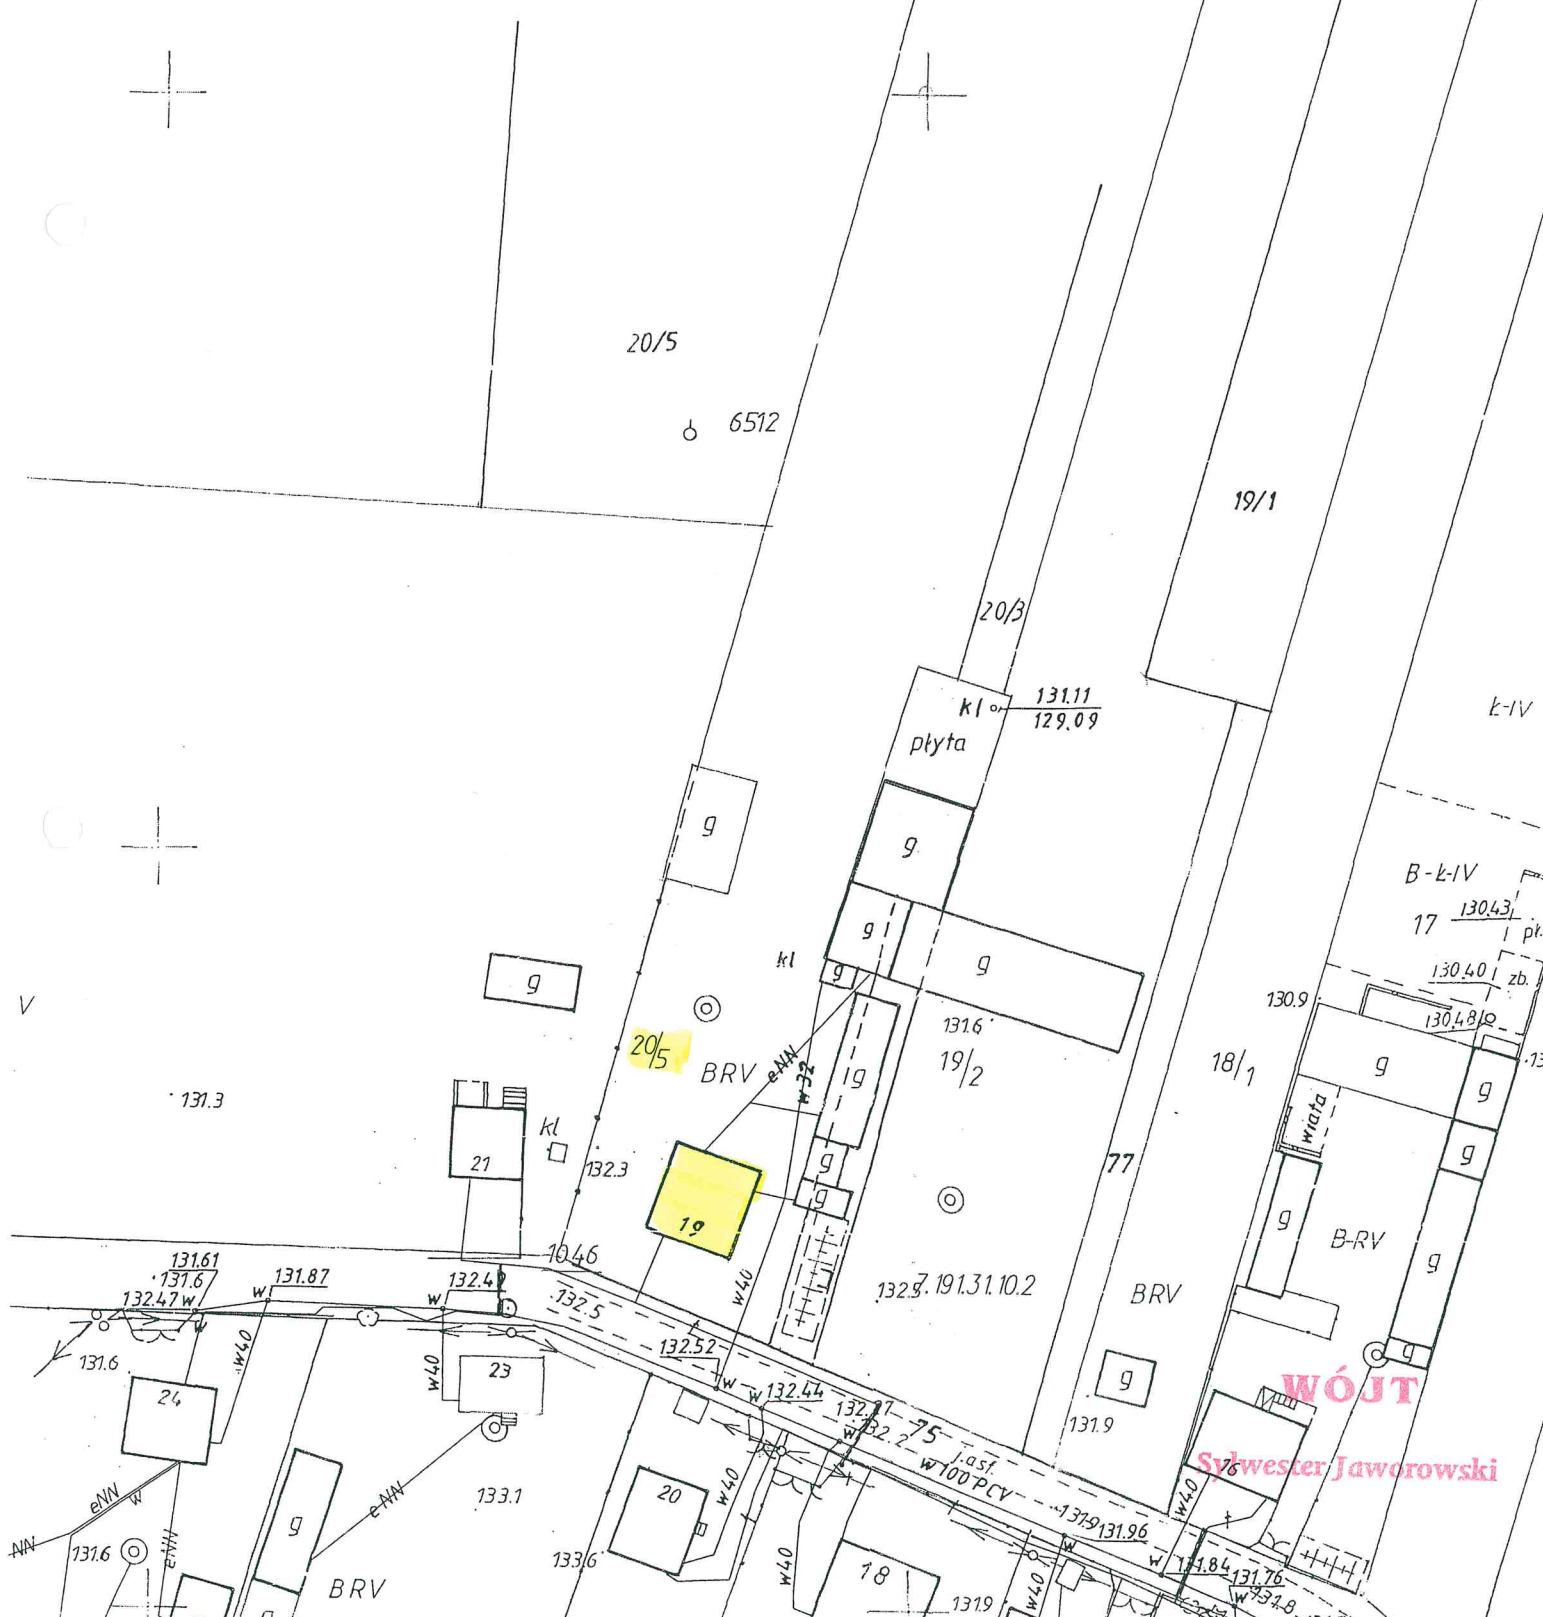 20/5
6512
19/1
20/3
kl
131.11
129.09
płyta
Ł-IV
g
g
B-Ł-IV
17
130.43
g
kl
g
g
g
130.40
zb.
V
130.9
130.48
131.6
20/5
BRV
eNN
w32
g
19/2
18/1
g
g
131.3
kl
wiata
21
132.3
g
g
77
g
19
g
g
B-RV
g
10.46
131.61
131.6
131.87
132.47
w
w
w
w40
132.5
132.5
7.191.31.10.2
BRV
w40
131.6
w40
132.52
23
24
w
w
132.44
g
g
WÓJT
132.2
75
j.asf.
w100 PCV
131.9
w
Sylwester Jaworowski
76
w40
eNN
w
eNN
133.1
20
w40
NN
131.6
eNN
g
133.6
w40
131.9
131.96
w
w
131.84
131.76
w
131.8
BRV
18
131.9
w40